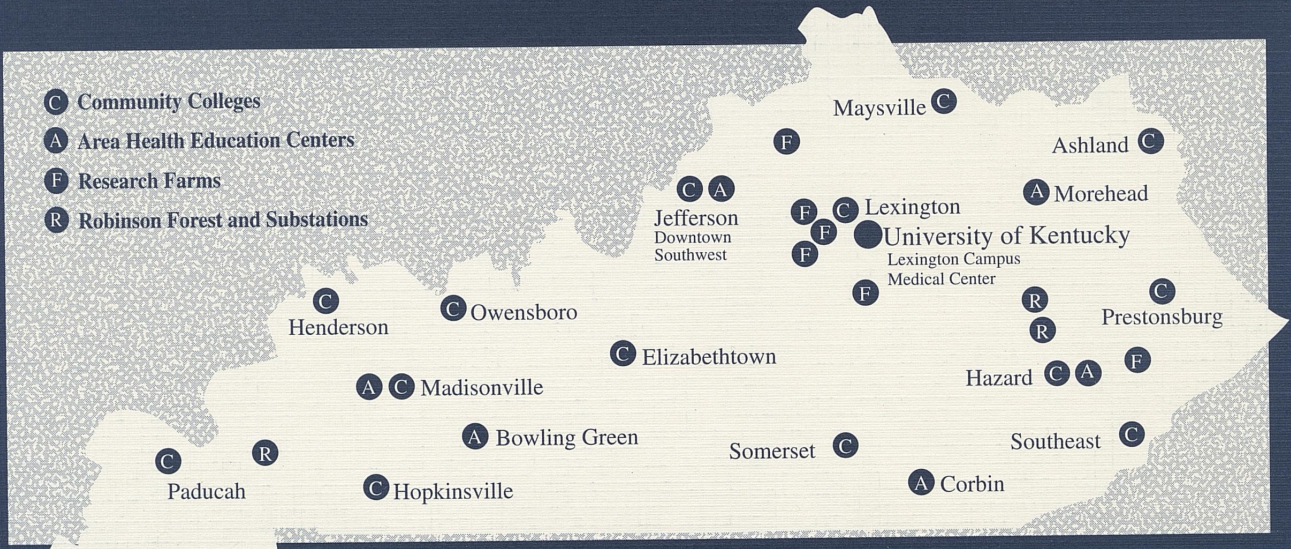 C Community Colleges
A Area Health Education Centers
F Research Farms
R Robinson Forest and Substations
Maysville C
F
Ashland C
C A
Jefferson
Downtown
Southwest
A Morehead
F C Lexington
F
University of Kentucky
F
Lexington Campus
Medical Center
F
C
Henderson
C Owensboro
R
C
Prestonsburg
R
C Elizabethtown
F
Hazard C A
A C Madisonville
A Bowling Green
Somerset C
Southeast C
C
Paducah
R
C Hopkinsville
A Corbin